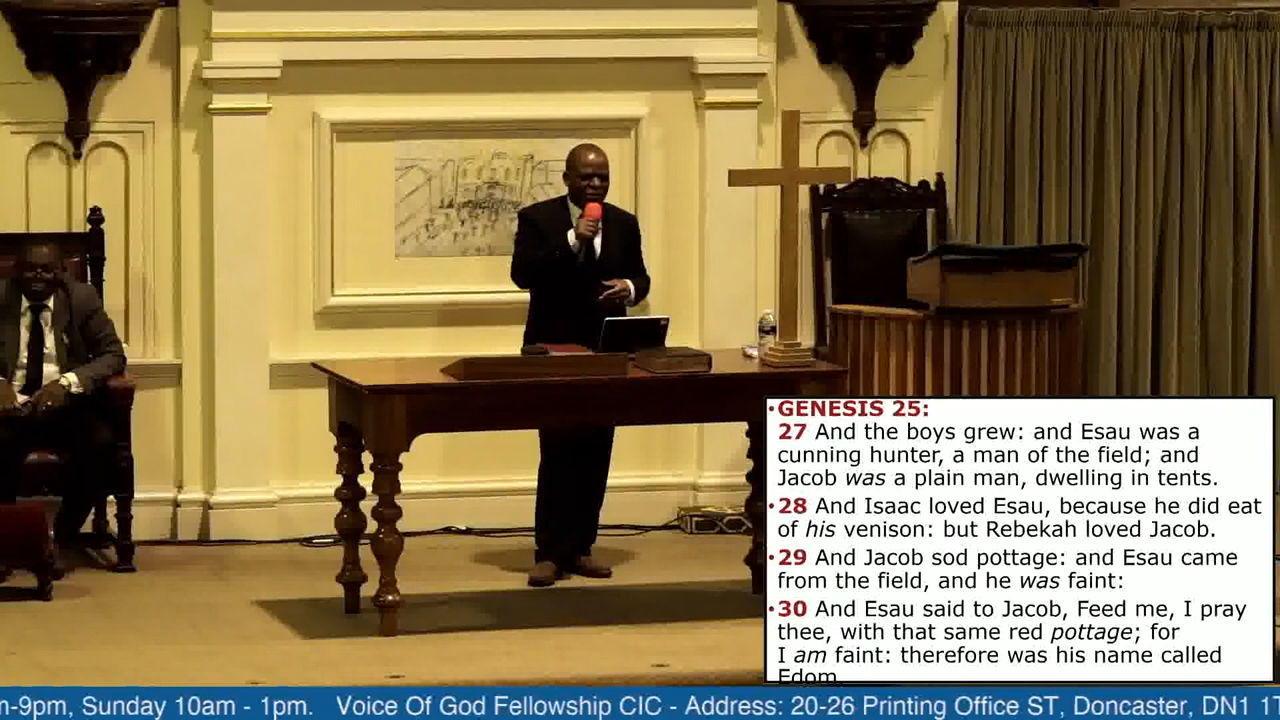 •GENESIS 25:
27 And the boys grew: and Esau was a
cunning hunter, a man of the field; and
Jacob was a plain man, dwelling in tents.
•28 And Isaac loved Esau, because he did eat
of his venison: but Rebekah loved Jacob.
•29 And Jacob sod pottage: and Esau came
from the field, and he was faint:
•30 And Esau said to Jacob, Feed me, I pray
thee, with that same red pottage; for
I am faint: therefore was his name called
Edom
-9pm, Sunday 10am - 1pm. Voice Of God Fellowship CIC - Address: 20-26 Printing Office ST, Doncaster, DN1 1